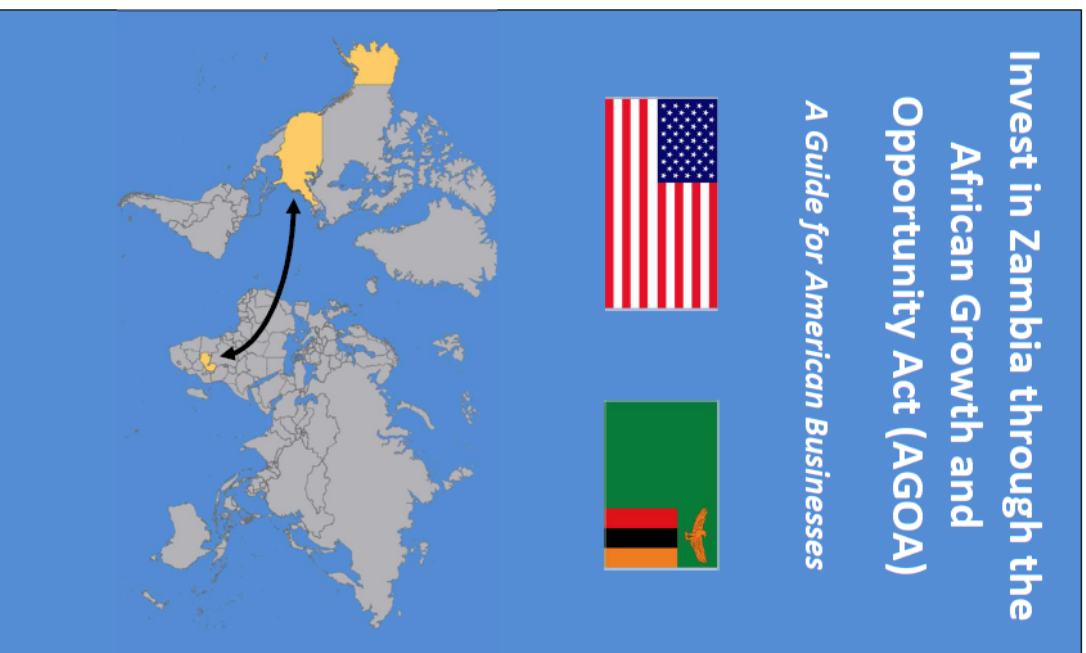 Invest in Zambia through the
African Growth and
Opportunity Act (AGOA)
A Guide for American Businesses